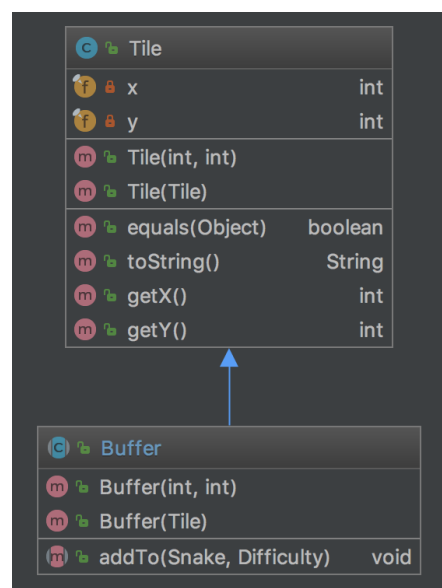 Tile
x int
y int
Tile(int, int)
Tile(Tile)
equals(Object) boolean
toString() String
getX() int
getY() int
Buffer
Buffer(int, int)
Buffer(Tile)
addTo(Snake, Difficulty) void